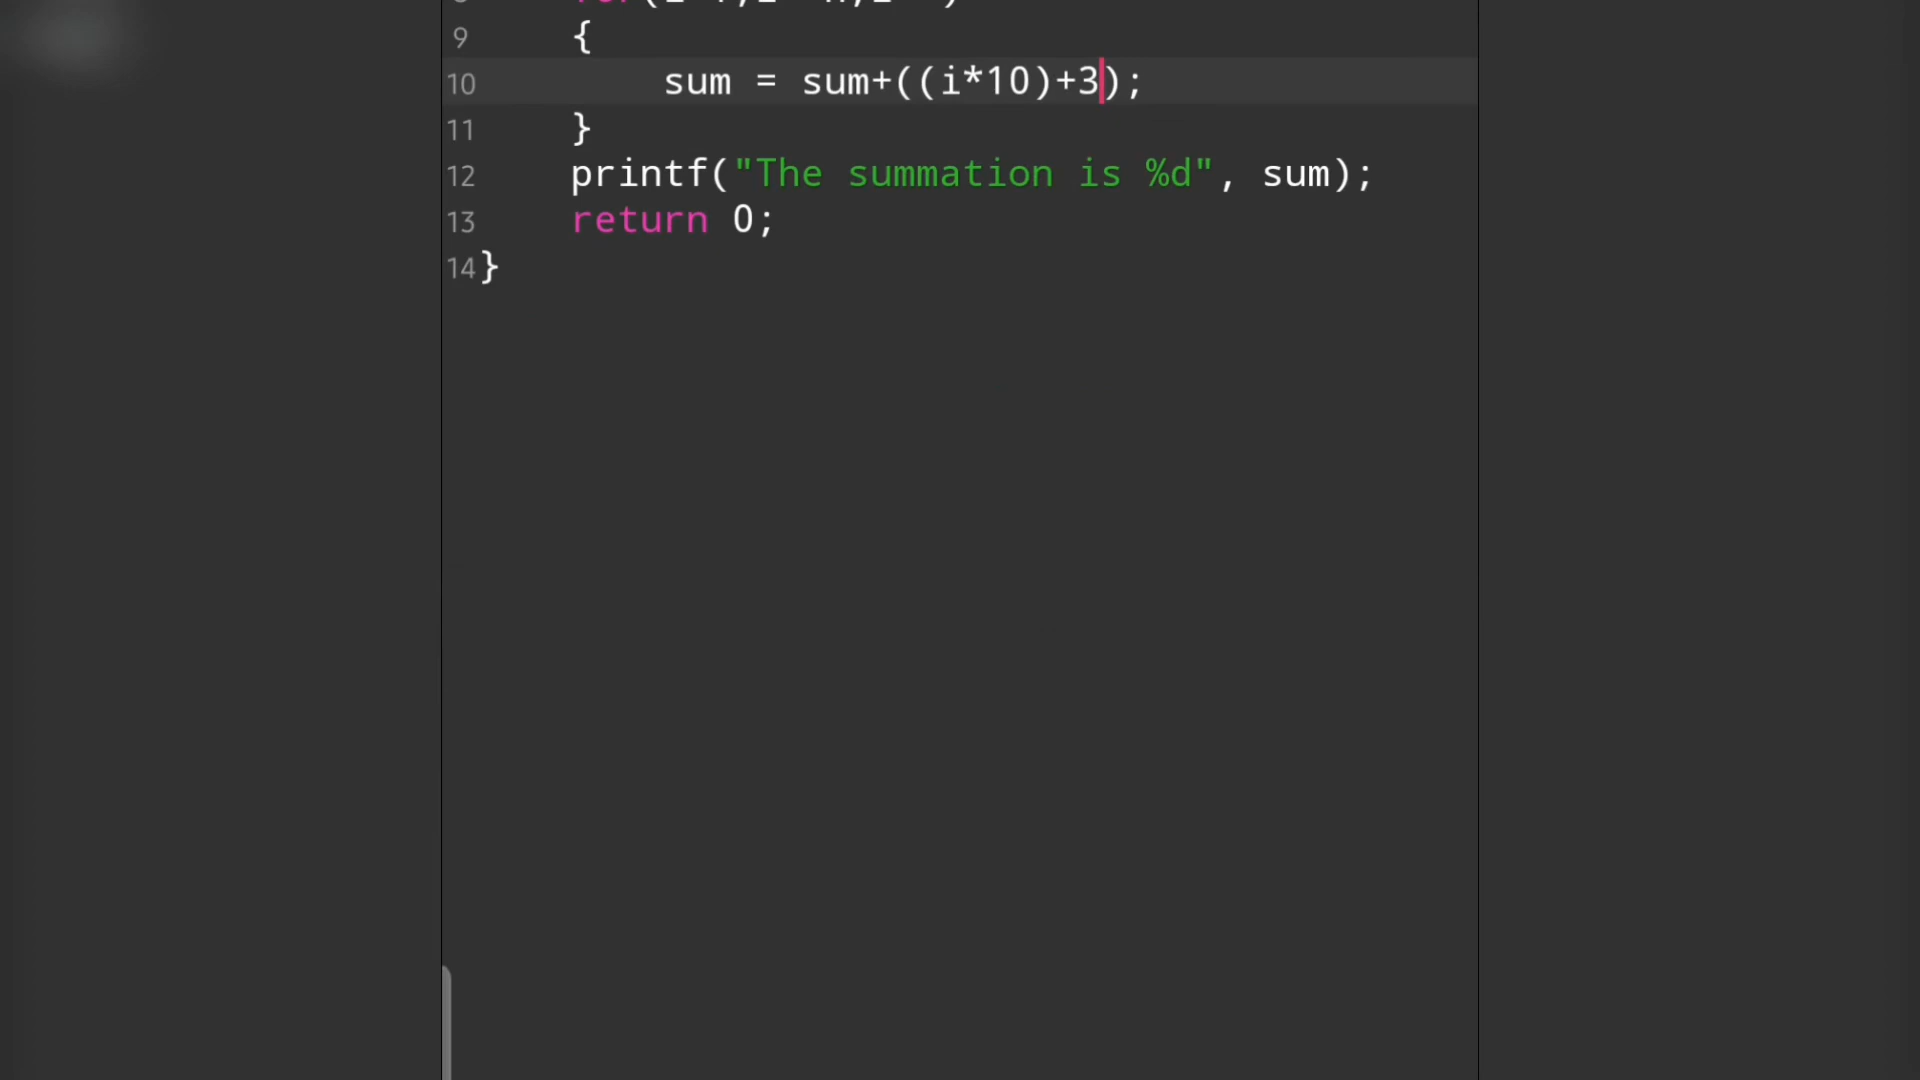 9 {
10 sum = sum+((i*10)+3);
11 }
12 printf("The summation is %d", sum);
13 return 0;
14}